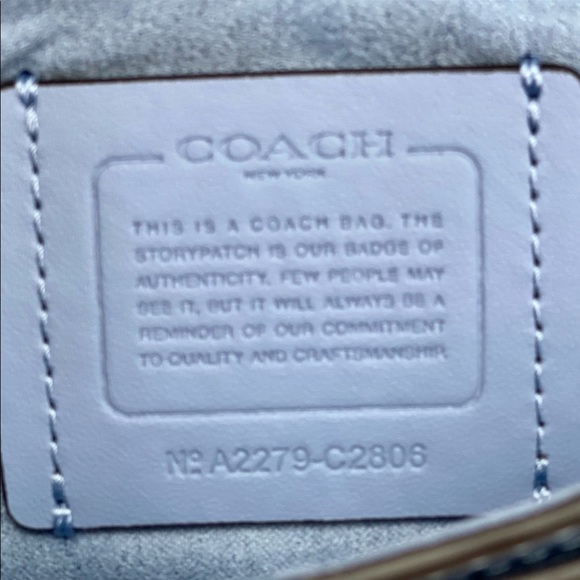 COACH
NEW YORK
THIS IS A COACH BAG. THE
STORYPATCH IS OUR BADGE OF
AUTHENTICITY. FEW PEOPLE MAY
SEE IT, BUT IT WILL ALWAYS BE A
REMINDER OF OUR COMMITMENT
TO QUALITY AND CRAFTSMANSHIP.
Nº A2279-C2806